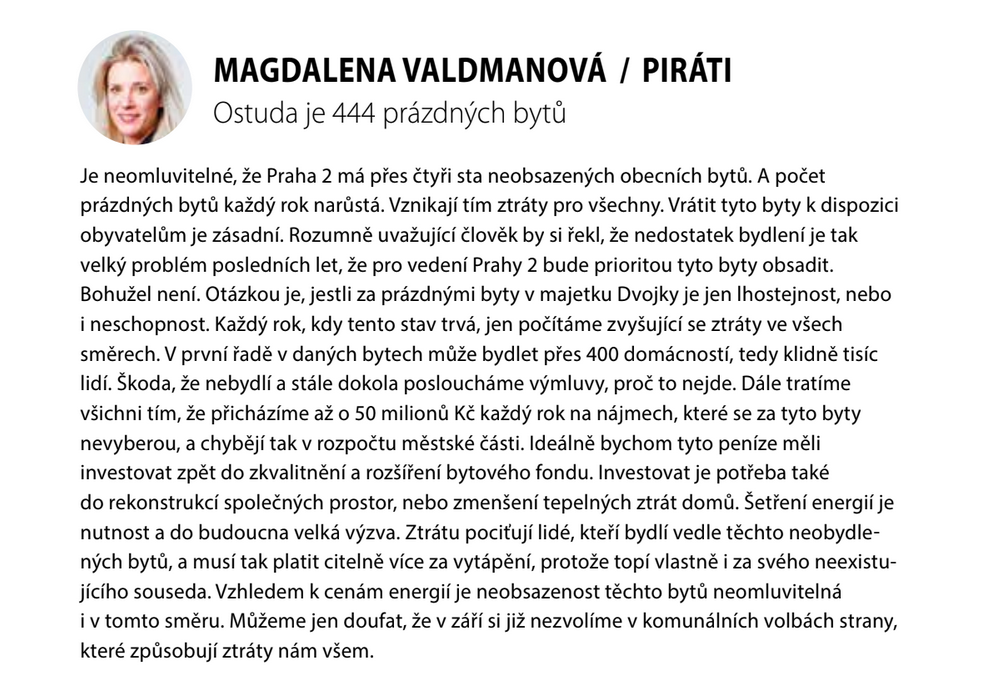 MAGDALENA VALDMANOVÁ / PIRÁTI
Ostuda je 444 prázdných bytů
Je neomluvitelné, že Praha 2 má přes čtyři sta neobsazených obecních bytů. A počet
prázdných bytů každý rok narůstá. Vznikají tím ztráty pro všechny. Vrátit tyto byty k dispozici
obyvatelům je zásadní. Rozumně uvažující člověk by si řekl, že nedostatek bydlení je tak
velký problém posledních let, že pro vedení Prahy 2 bude prioritou tyto byty obsadit.
Bohužel není. Otázkou je, jestli za prázdnými byty v majetku Dvojky je jen lhostejnost, nebo
i neschopnost. Každý rok, kdy tento stav trvá, jen počítáme zvyšující se ztráty ve všech
směrech. V první řadě v daných bytech může bydlet přes 400 domácností, tedy klidně tisíc
lidí. Škoda, že nebydlí a stále dokola posloucháme výmluvy, proč to nejde. Dále tratíme
všichni tím, že přicházíme až o 50 milionů Kč každý rok na nájmech, které se za tyto byty
nevyberou, a chybějí tak v rozpočtu městské části. Ideálně bychom tyto peníze měli
investovat zpět do zkvalitnění a rozšíření bytového fondu. Investovat je potřeba také
do rekonstrukcí společných prostor, nebo zmenšení tepelných ztrát domů. Šetření energií je
nutnost a do budoucna velká výzva. Ztrátu pociťují lidé, kteří bydlí vedle těchto neobydle-
ných bytů, a musí tak platit citelně více za vytápění, protože topí vlastně i za svého neexistu-
jícího souseda. Vzhledem k cenám energií je neobsazenost těchto bytů neomluvitelná
i v tomto směru. Můžeme jen doufat, že v září si již nezvolíme v komunálních volbách strany,
které způsobují ztráty nám všem.